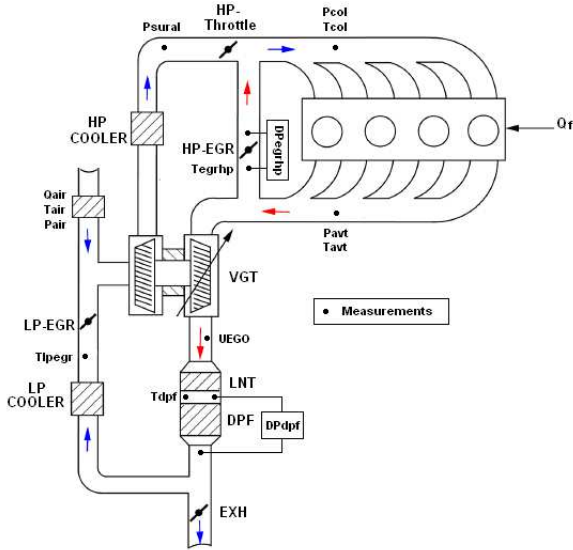 HP-
Throttle
Psural
Pcol
Tcol
HP
COOLER
HP-EGR
DPegrhp
Tegrhp
Qf
Qair
Tair
Pair
Pavt
Tavt
VGT
Measurements
LP-EGR
UEGO
Tlpegr
LNT
LP
COOLER
Tdpf
DPF
DPdpf
EXH